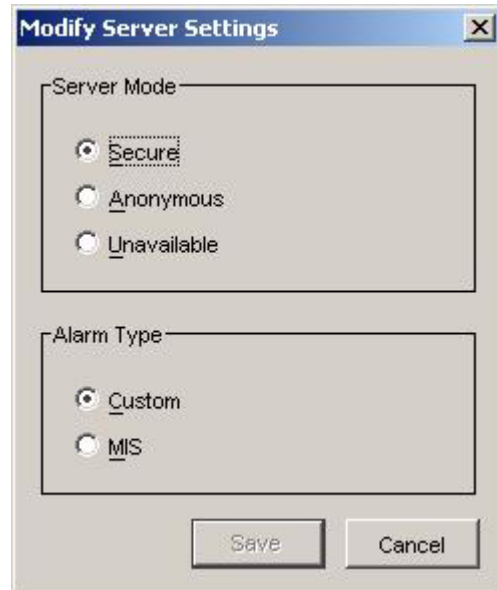 Modify Server Settings
Server Mode
Secure
Anonymous
Unavailable
Alarm Type
Custom
MIS
Save Cancel